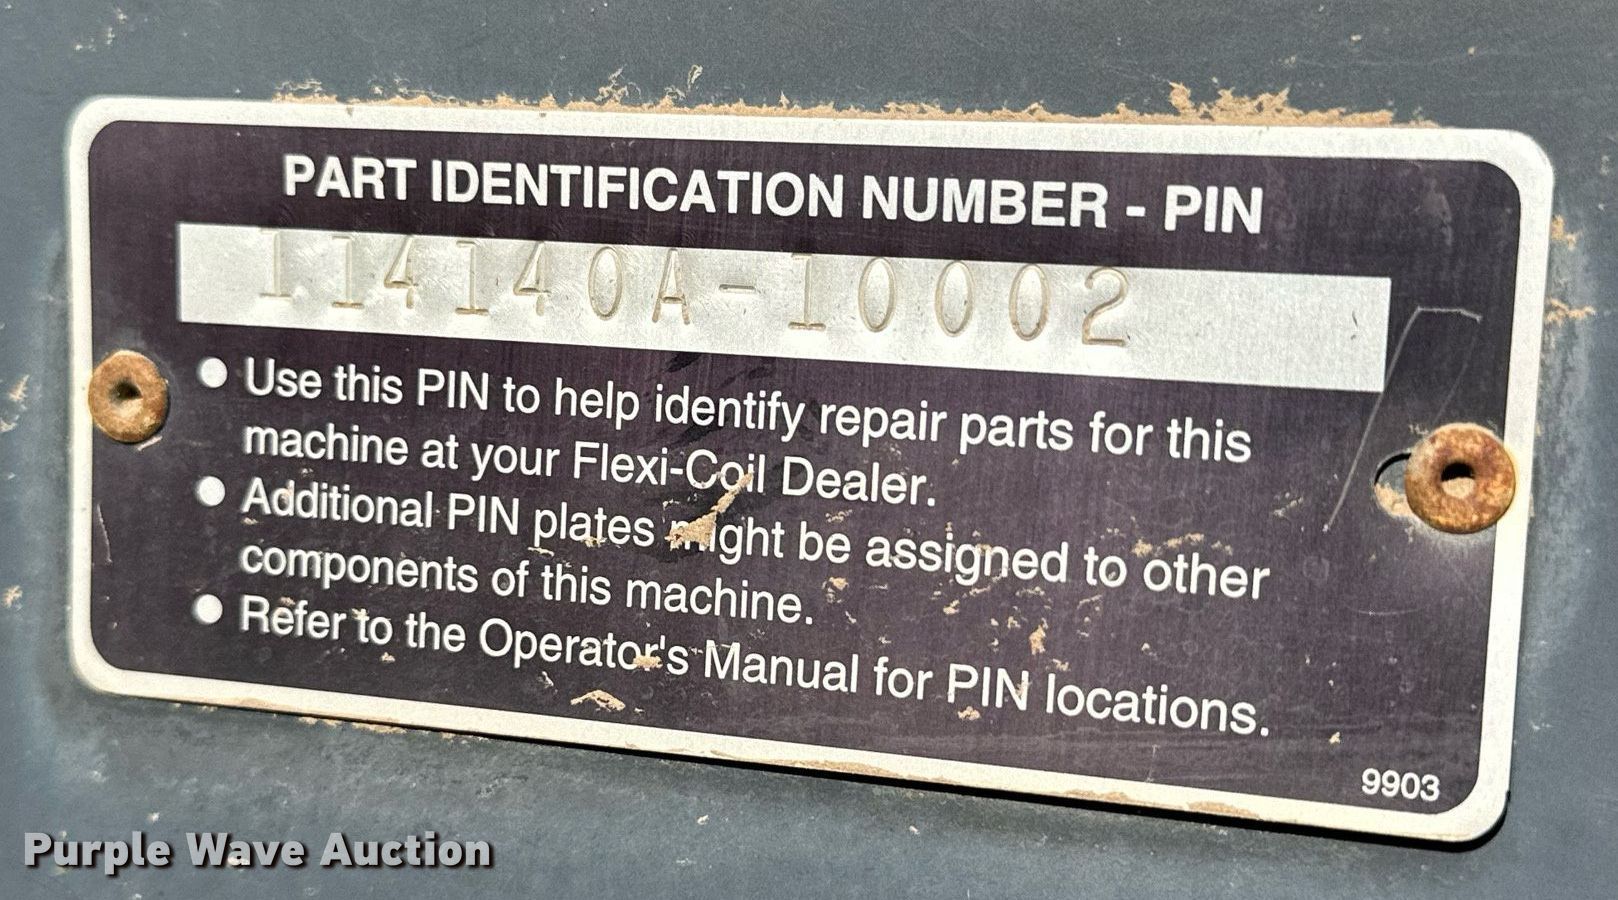 PART IDENTIFICATION NUMBER - PIN
114140A-10002
● Use this PIN to help identify repair parts for this
machine at your Flexi-Coil Dealer.
● Additional PIN plates might be assigned to other
components of this machine.
● Refer to the Operator's Manual for PIN locations.
9903
Purple Wave Auction